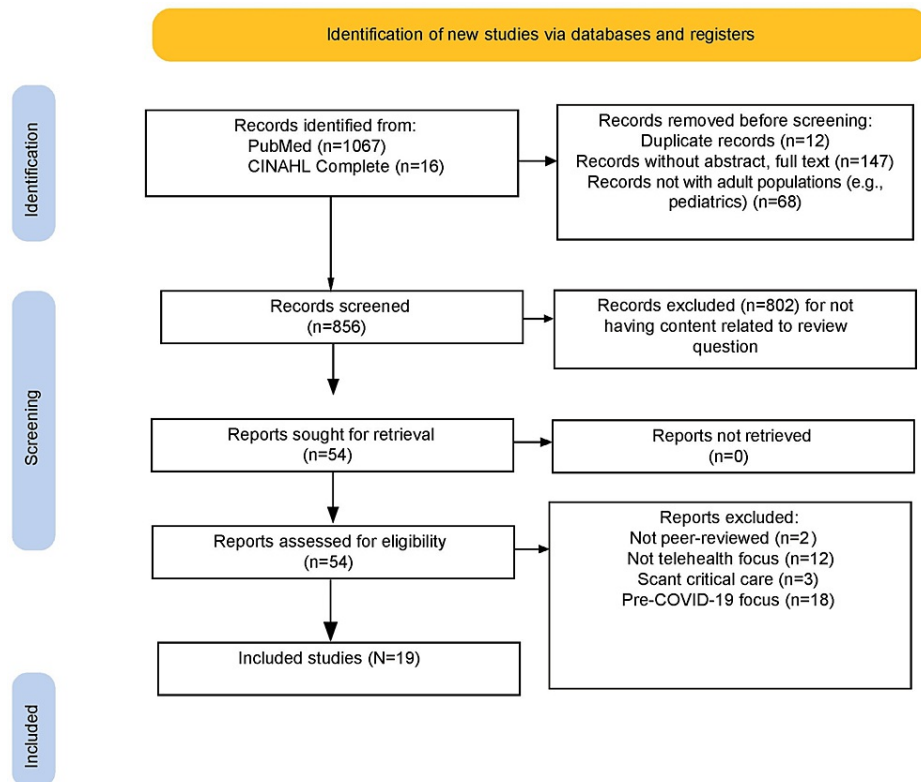 Identification of new studies via databases and registers
Identification
Records identified from:
PubMed (n=1067)
CINAHL Complete (n=16)
Records removed before screening:
Duplicate records (n=12)
Records without abstract, full text (n=147)
Records not with adult populations (e.g.,
pediatrics) (n=68)
Screening
Records screened
(n=856)
Records excluded (n=802) for not
having content related to review
question
Reports sought for retrieval
(n=54)
Reports not retrieved
(n=0)
Reports assessed for eligibility
(n=54)
Reports excluded:
Not peer-reviewed (n=2)
Not telehealth focus (n=12)
Scant critical care (n=3)
Pre-COVID-19 focus (n=18)
Included studies (N=19)
Included